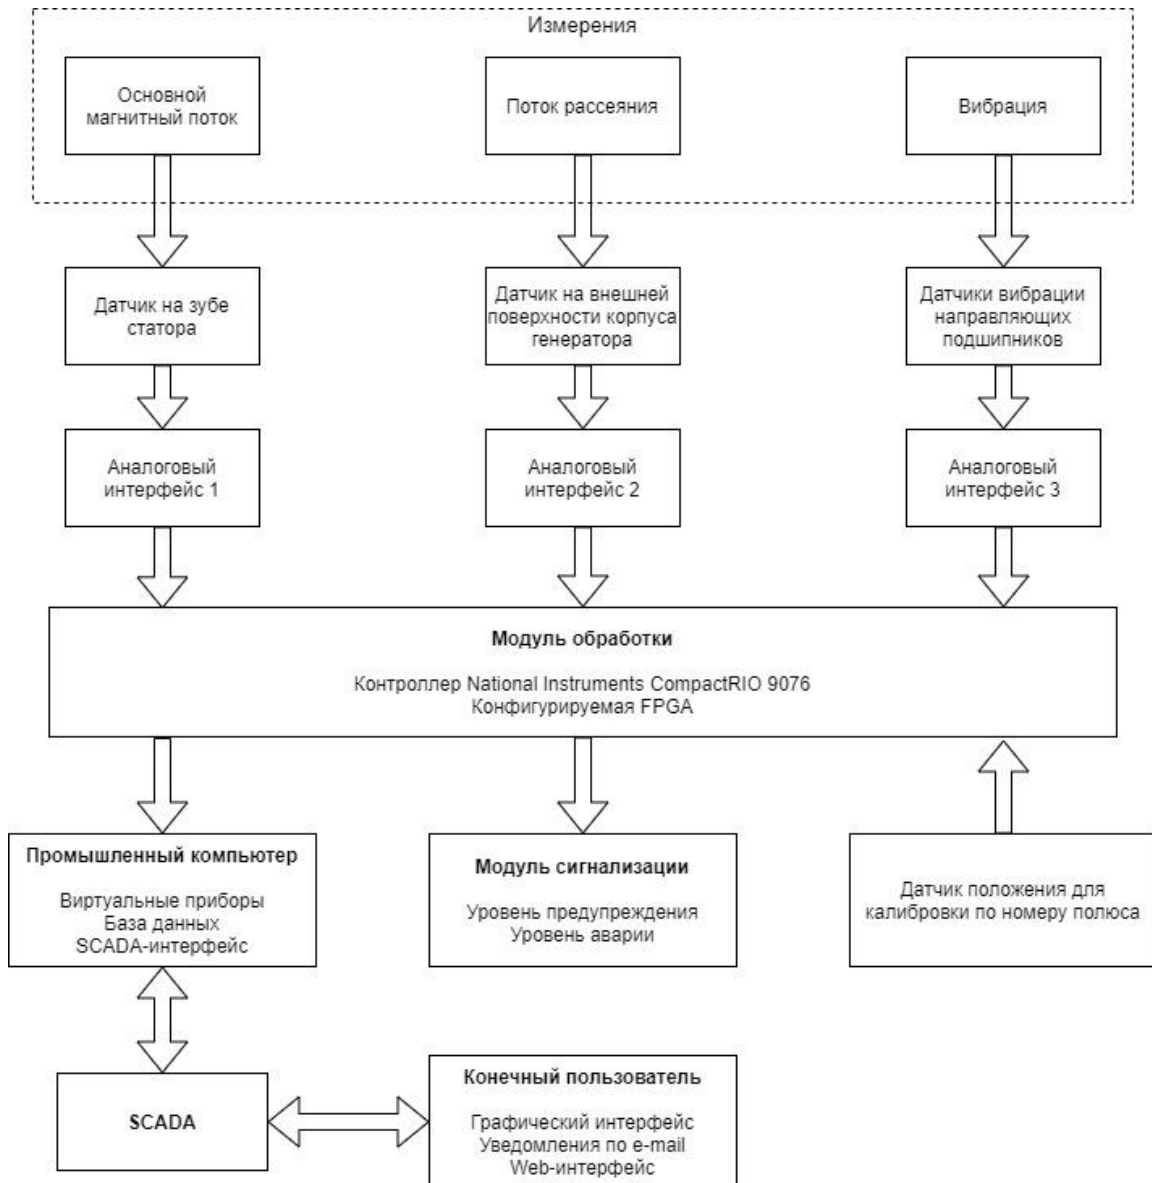 Измерения
Основной
магнитный поток
Поток рассеяния
Вибрация
Датчик на зубе
статора
Датчик на внешней
поверхности корпуса
генератора
Датчики вибрации
направляющих
подшипников
Аналоговый
интерфейс 1
Аналоговый
интерфейс 2
Аналоговый
интерфейс 3
Модуль обработки
Контроллер National Instruments CompactRIO 9076
Конфигурируемая FPGA
Промышленный компьютер
Виртуальные приборы
База данных
SCADA-интерфейс
Модуль сигнализации
Уровень предупреждения
Уровень аварии
Датчик положения для
калибровки по номеру полюса
SCADA
Конечный пользователь
Графический интерфейс
Уведомления по e-mail
Web-интерфейс